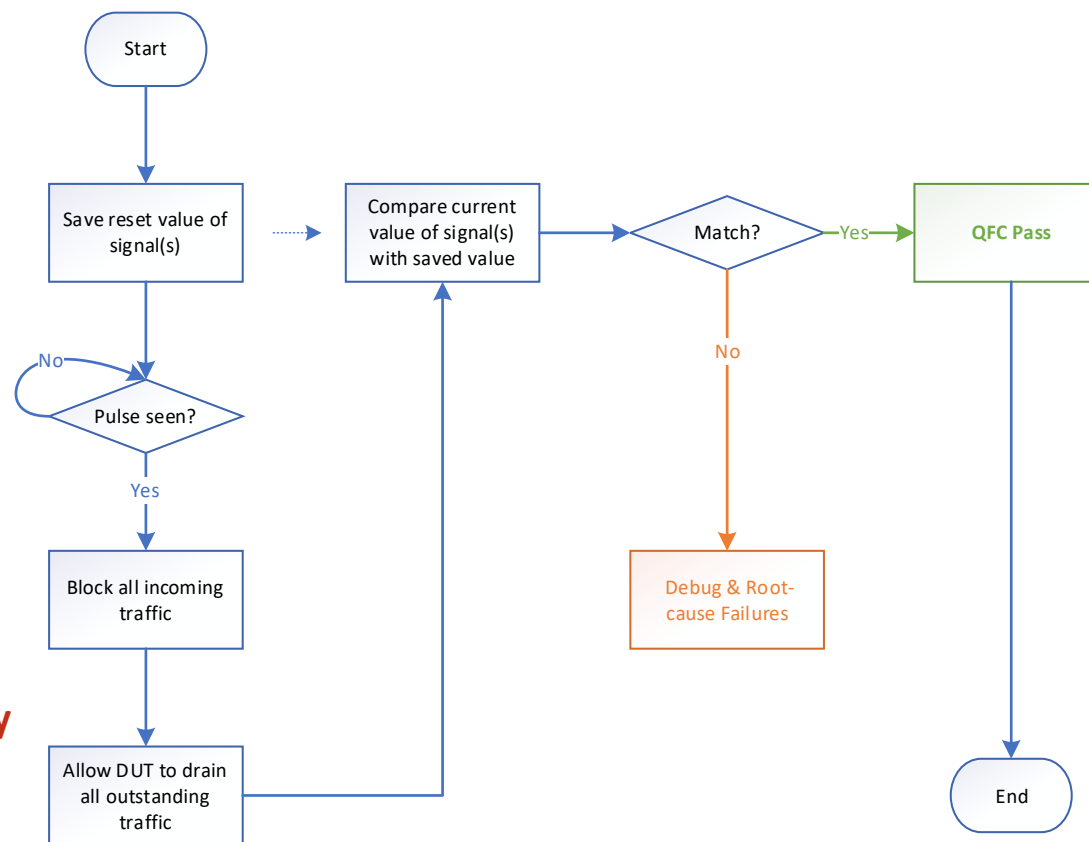 Start
Save reset value of
signal(s)
No
Pulse seen?
Yes
Block all incoming
traffic
Allow DUT to drain
all outstanding
traffic
Compare current
value of signal(s)
with saved value
Match?
Yes
QFC Pass
No
Debug & Root-
cause Failures
End